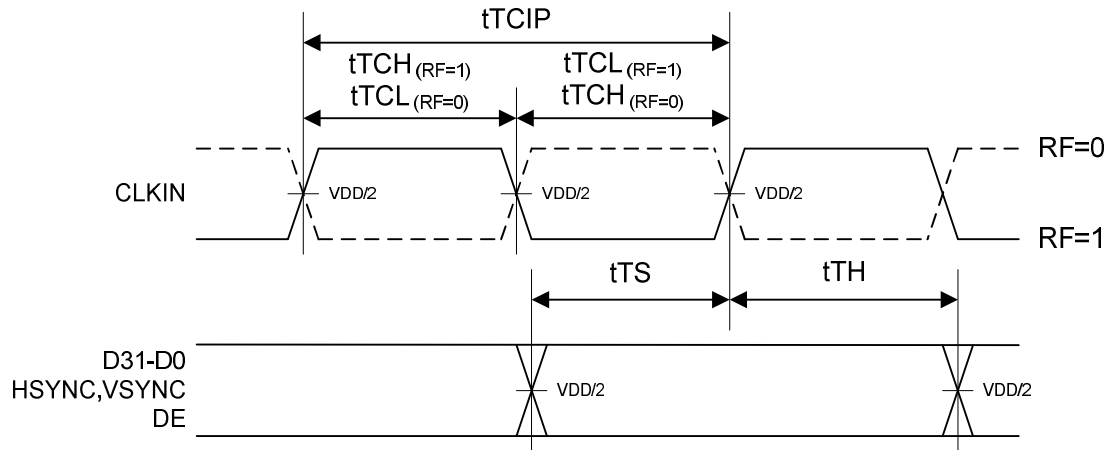 tTCIP
tTCH (RF=1)
tTCL (RF=0)
tTCL (RF=1)
tTCH (RF=0)
RF=0
CLKIN
VDD/2
VDD/2
VDD/2
RF=1
tTS
tTH
D31-D0
HSYNC,VSYNC
DE
VDD/2
VDD/2